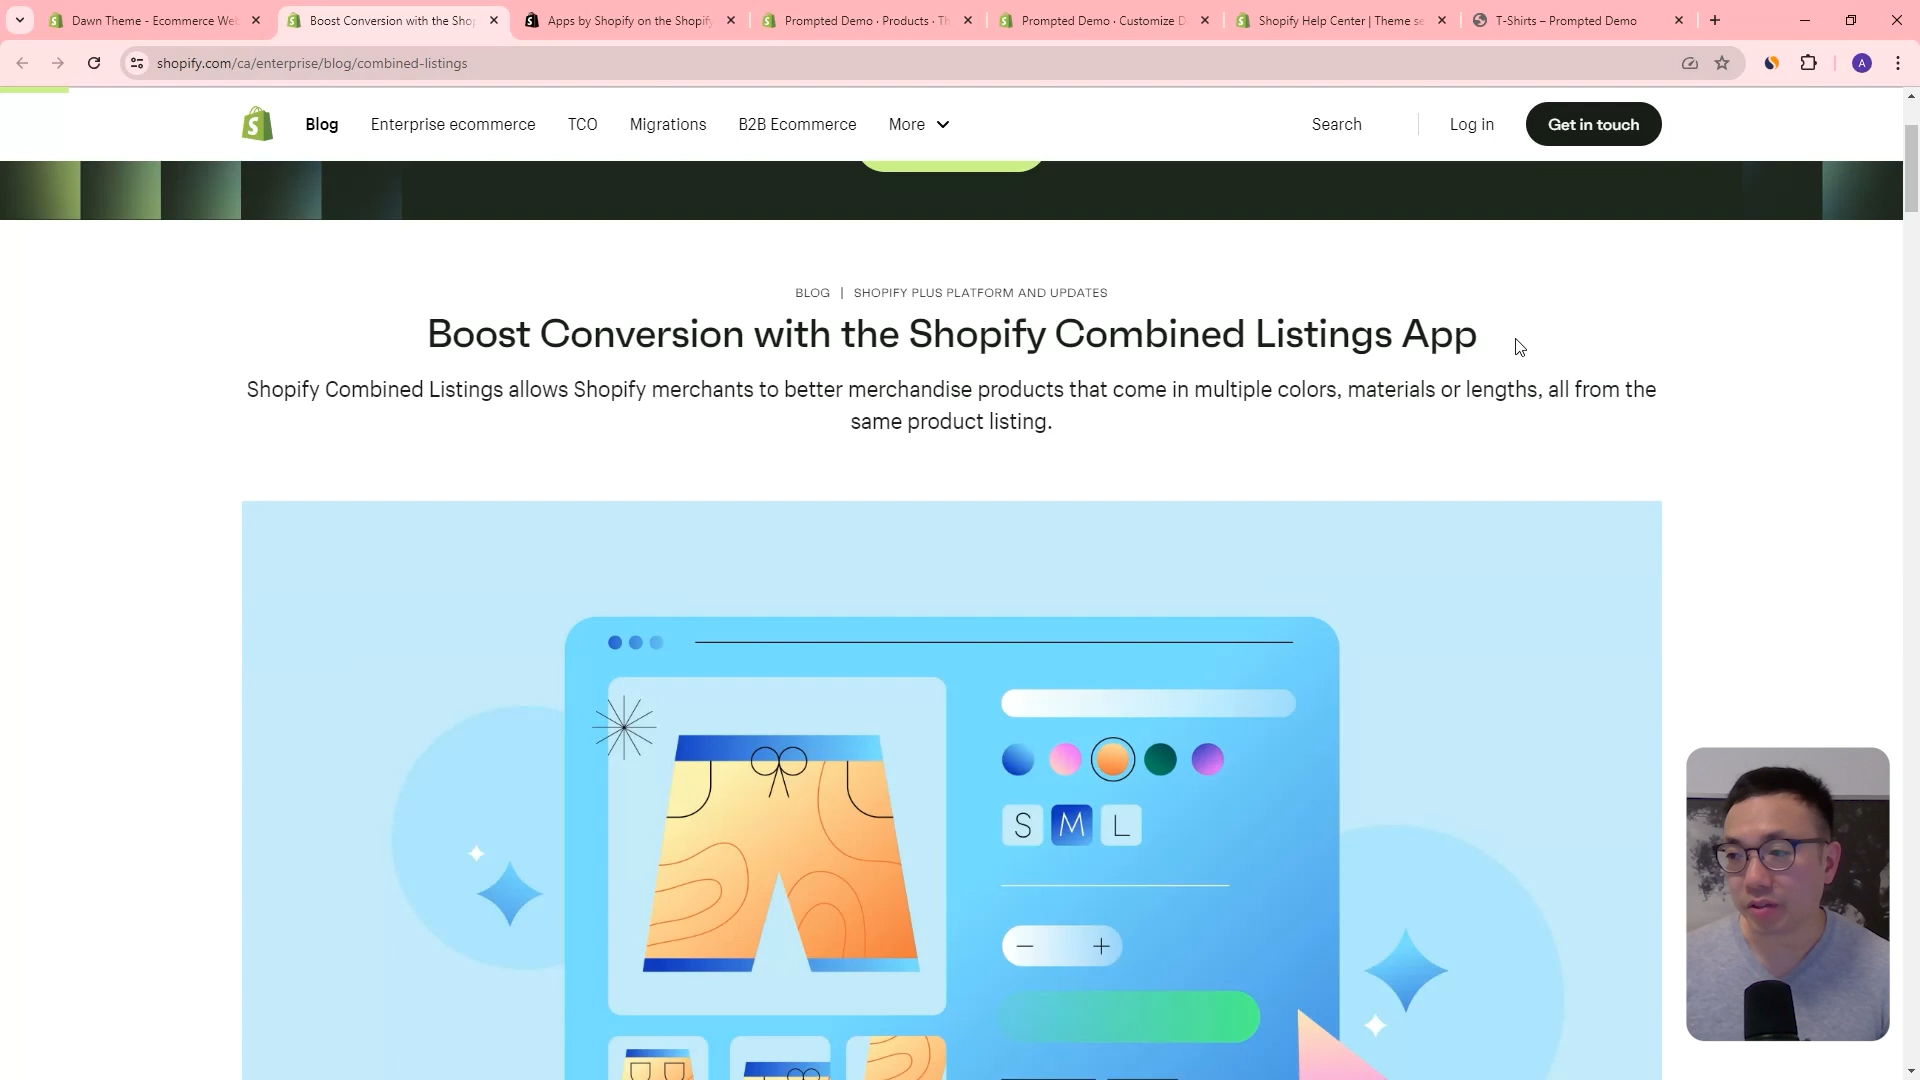 Dawn Theme - Ecommerce Web
Boost Conversion with the Shop
Apps by Shopify on the Shopify
Prompted Demo · Products · Th
Prompted Demo · Customize D
Shopify Help Center | Theme se
T-Shirts – Prompted Demo
shopify.com/ca/enterprise/blog/combined-listings
A
Blog
Enterprise ecommerce
TCO
Migrations
B2B Ecommerce
More
Search
Log in
Get in touch
BLOG | SHOPIFY PLUS PLATFORM AND UPDATES
Boost Conversion with the Shopify Combined Listings App
Shopify Combined Listings allows Shopify merchants to better merchandise products that come in multiple colors, materials or lengths, all from the
same product listing.
S M L